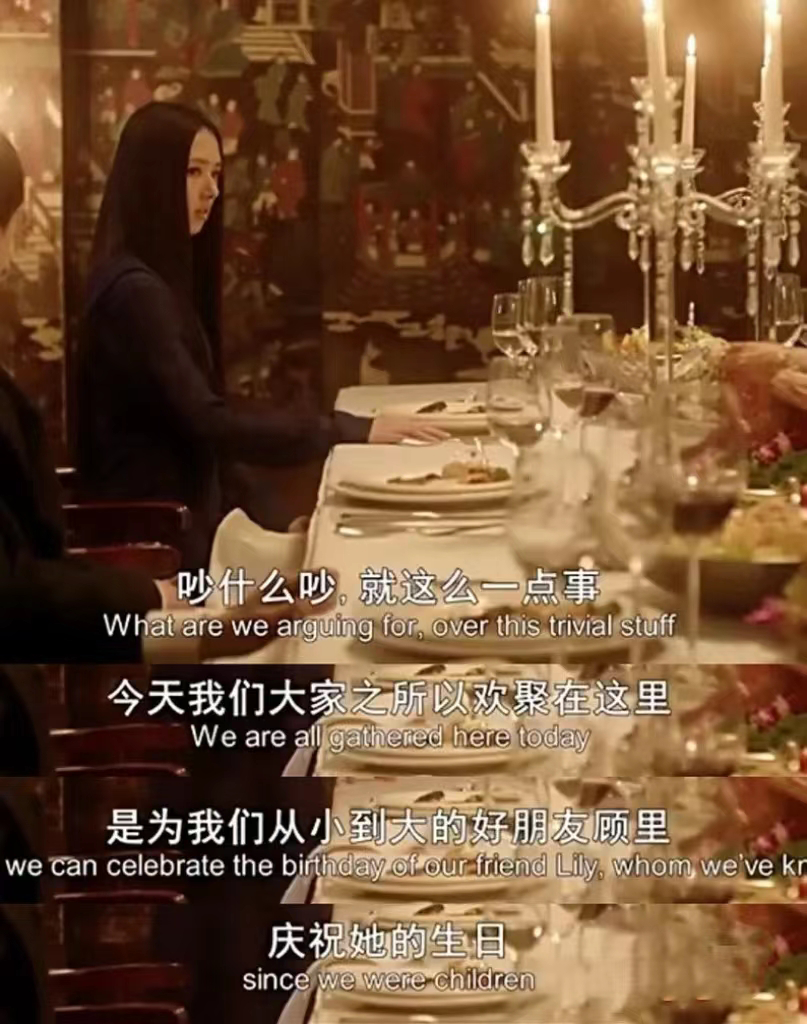 吵什么吵, 就这么一点事
What are we arguing for, over this trivial stuff
今天我们大家之所以欢聚在这里
We are all gathered here today
是为我们从小到大的好朋友顾里
we can celebrate the birthday of our friend Lily, whom we've kn
庆祝她的生日
since we were children